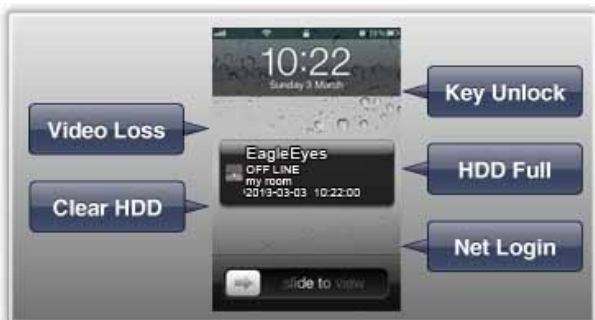 10:22
Sunday 3 March
Key Unlock
Video Loss
EagleEyes
OFF LINE
my room
2013-03-03 10:22:00
HDD Full
Clear HDD
Net Login
slide to view